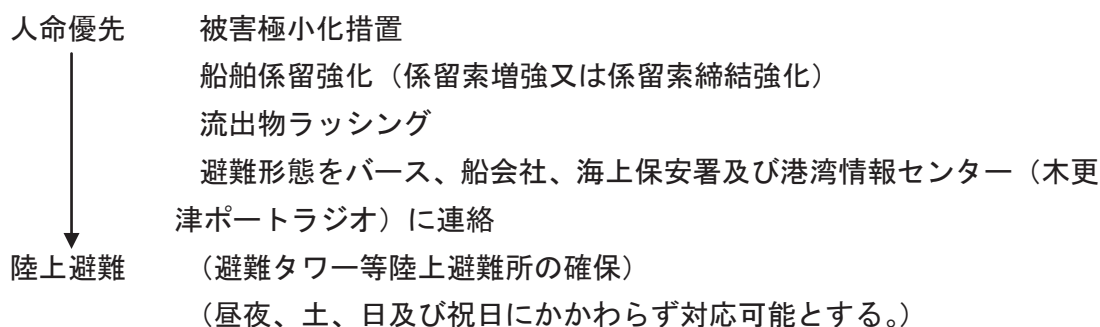 人命優先　被害極小化措置
船舶係留強化（係留索増強又は係留索締結強化）
流出物ラッシング
避難形態をバース、船会社、海上保安署及び港湾情報センター（木更
津ポートラジオ）に連絡
陸上避難　（避難タワー等陸上避難所の確保）
（昼夜、土、日及び祝日にかかわらず対応可能とする。）